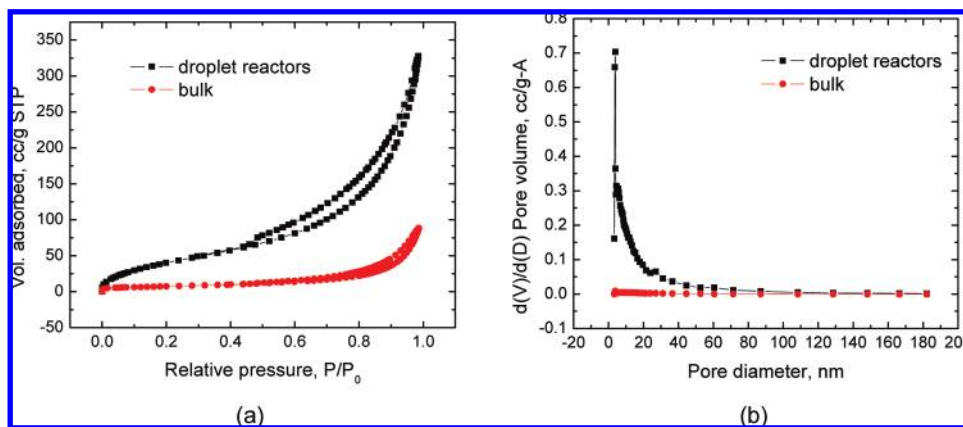 350
300
250
200
150
100
50
0
-50
Vol. adsorbed, cc/g STP
droplet reactors
bulk
0.0 0.2 0.4 0.6 0.8 1.0
Relative pressure, P/P0
(a)
0.8
0.7
0.6
0.5
0.4
0.3
0.2
0.1
0.0
-0.1
d(V)/d(D) Pore volume, cc/g-A
droplet reactors
bulk
-20 0 20 40 60 80 100 120 140 160 180 20
Pore diameter, nm
(b)